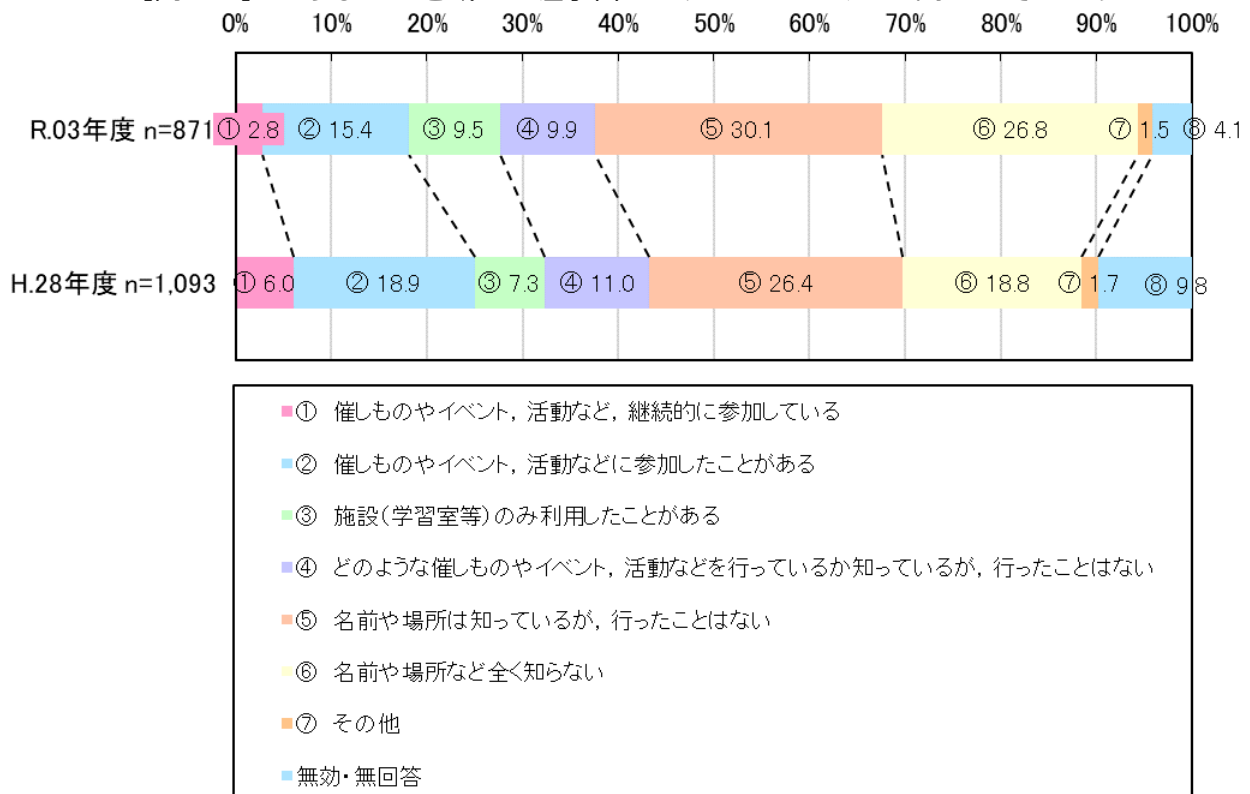 0% 10% 20% 30% 40% 50% 60% 70% 80% 90% 100%
R.03年度 n=871 ① 2.8 ② 15.4 ③ 9.5 ④ 9.9 ⑤ 30.1 ⑥ 26.8 ⑦ 1.5 ⑧ 4.1
H.28年度 n=1,093 ① 6.0 ② 18.9 ③ 7.3 ④ 11.0 ⑤ 26.4 ⑥ 18.8 ⑦ 1.7 ⑧ 9.8
① 催しものやイベント,活動など,継続的に参加している
② 催しものやイベント,活動などに参加したことがある
③ 施設(学習室等)のみ利用したことがある
④ どのような催しものやイベント,活動などを行っているか知っているが,行ったことはない
⑤ 名前や場所は知っているが,行ったことはない
⑥ 名前や場所など全く知らない
⑦ その他
無効・無回答